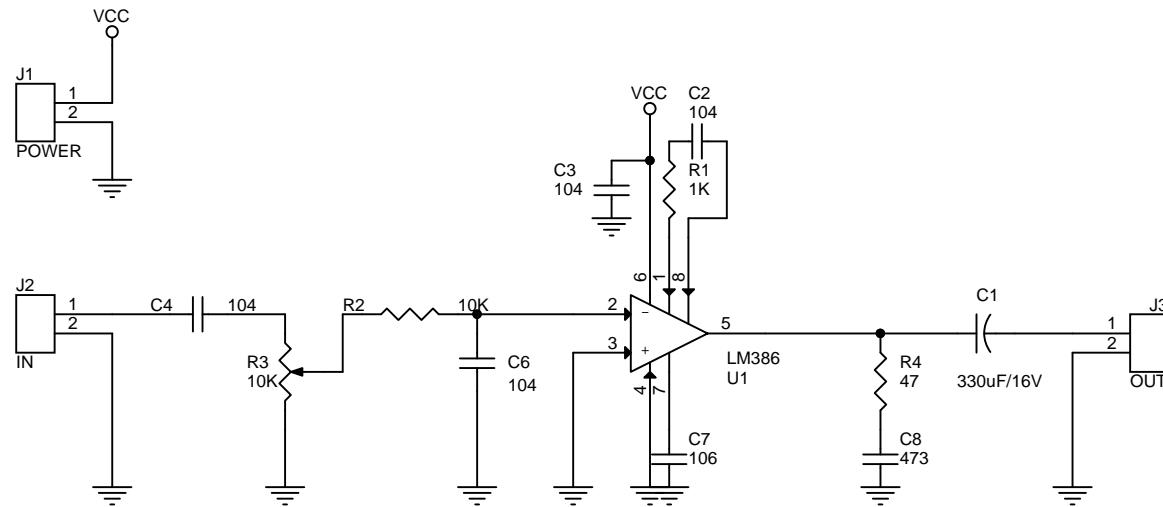 VCC
J1
1
2
POWER
VCC
C2
104
C3
104
R1
1K
J2
1
2
IN
C4
104
R3
10K
R2
10K
C6
104
6
1
8
2
3
4
7
5
LM386
U1
C7
106
R4
47
C8
473
C1
330uF/16V
J3
1
2
OUT